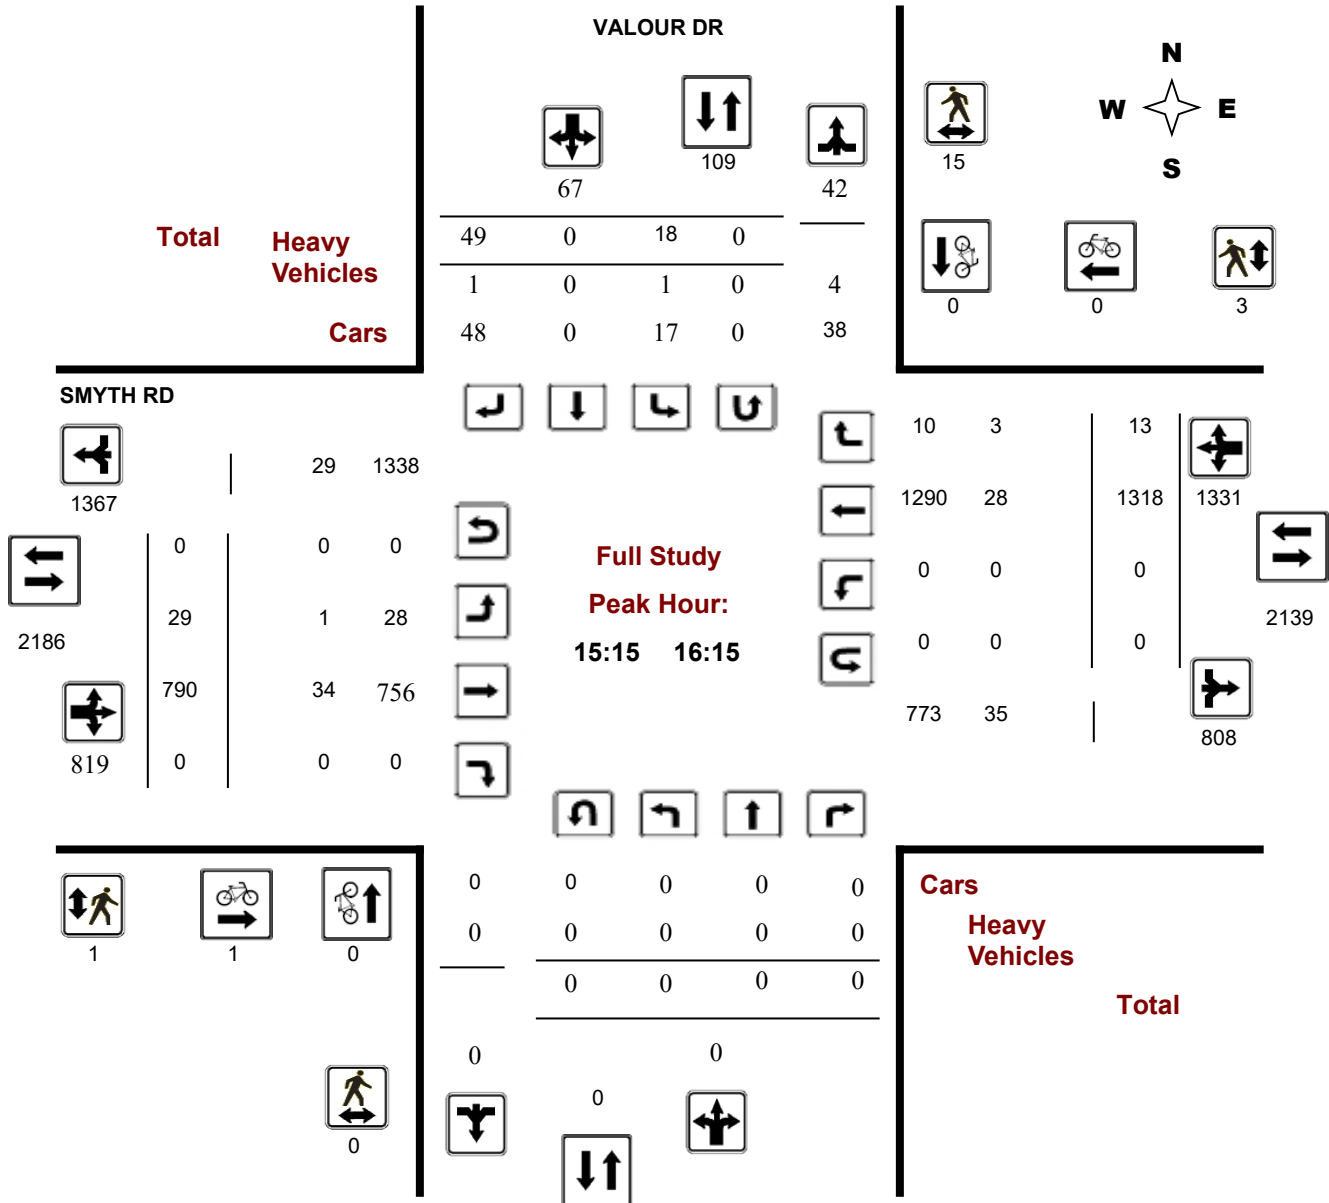 VALOUR DR
N
W E
S
109
15
67
42
Total
Heavy
Vehicles
49 0 18 0
1 0 1 0 4
0 0 3
Cars
48 0 17 0 38
SMYTH RD
10 3 13
29 1338
1367
1290 28 1318 1331
0 0 0
Full Study
0 0 0
Peak Hour:
29 1 28
2139
2186
15:15 16:15
0 0 0
790 34 756
773 35
808
819 0 0 0
0 0 0 0 0
Cars
0 0 0 0 0
Heavy
Vehicles
1 1 0
0 0 0 0
Total
0 0
0
0